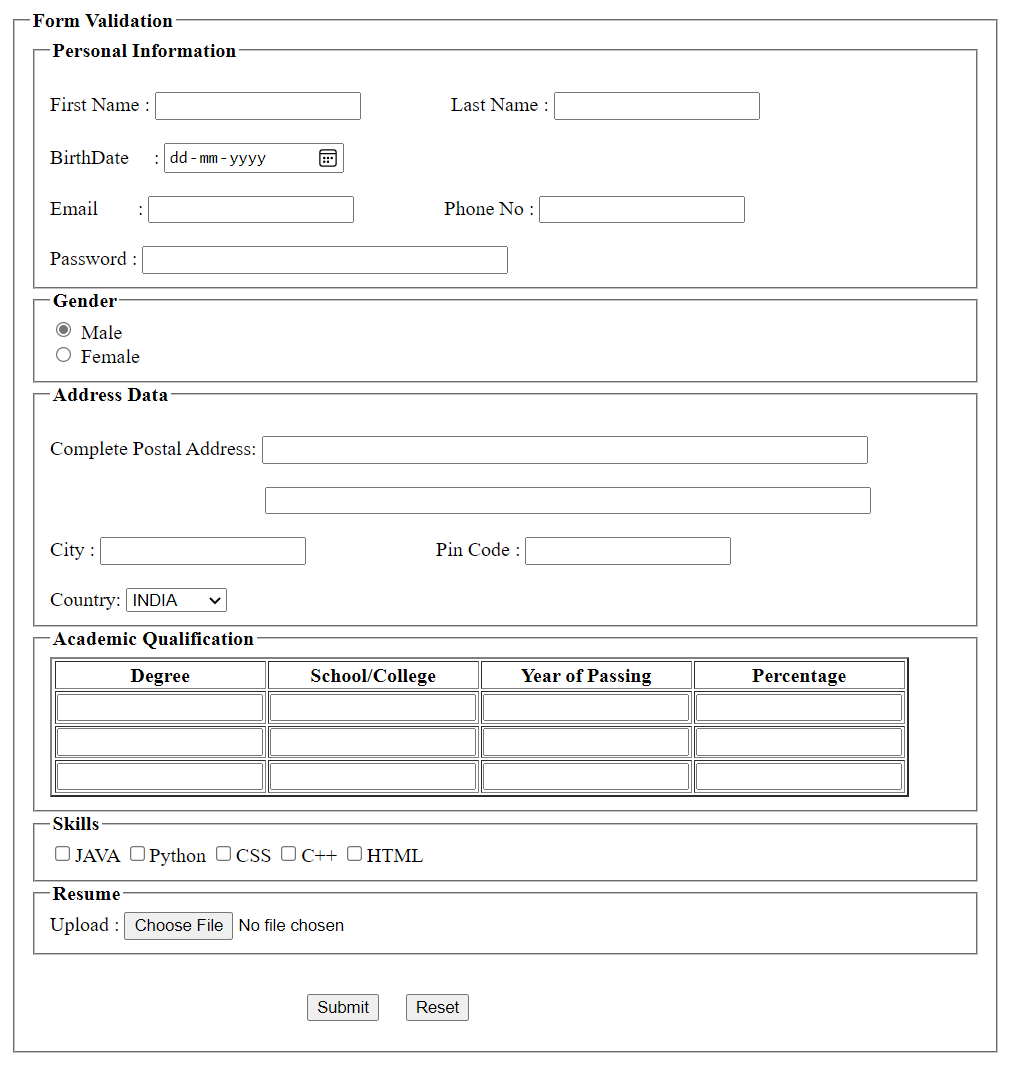 Form Validation
Personal Information
First Name : Last Name :
BirthDate : dd-mm-yyyy
Email : Phone No :
Password :
Gender
Male
Female
Address Data
Complete Postal Address:
City : Pin Code :
Country: INDIA
Academic Qualification
Degree School/College Year of Passing Percentage
Skills
JAVA Python CSS C++ HTML
Resume
Upload : Choose File No file chosen
Submit Reset